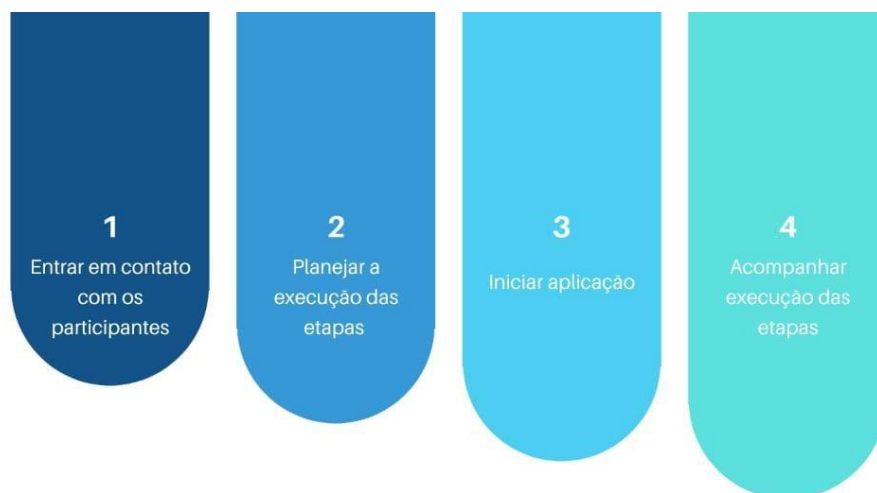 1
Entrar em contato
com os
participantes
2
Planejar a
execução das
etapas
3
Iniciar aplicação
4
Acompanhar
execução das
etapas